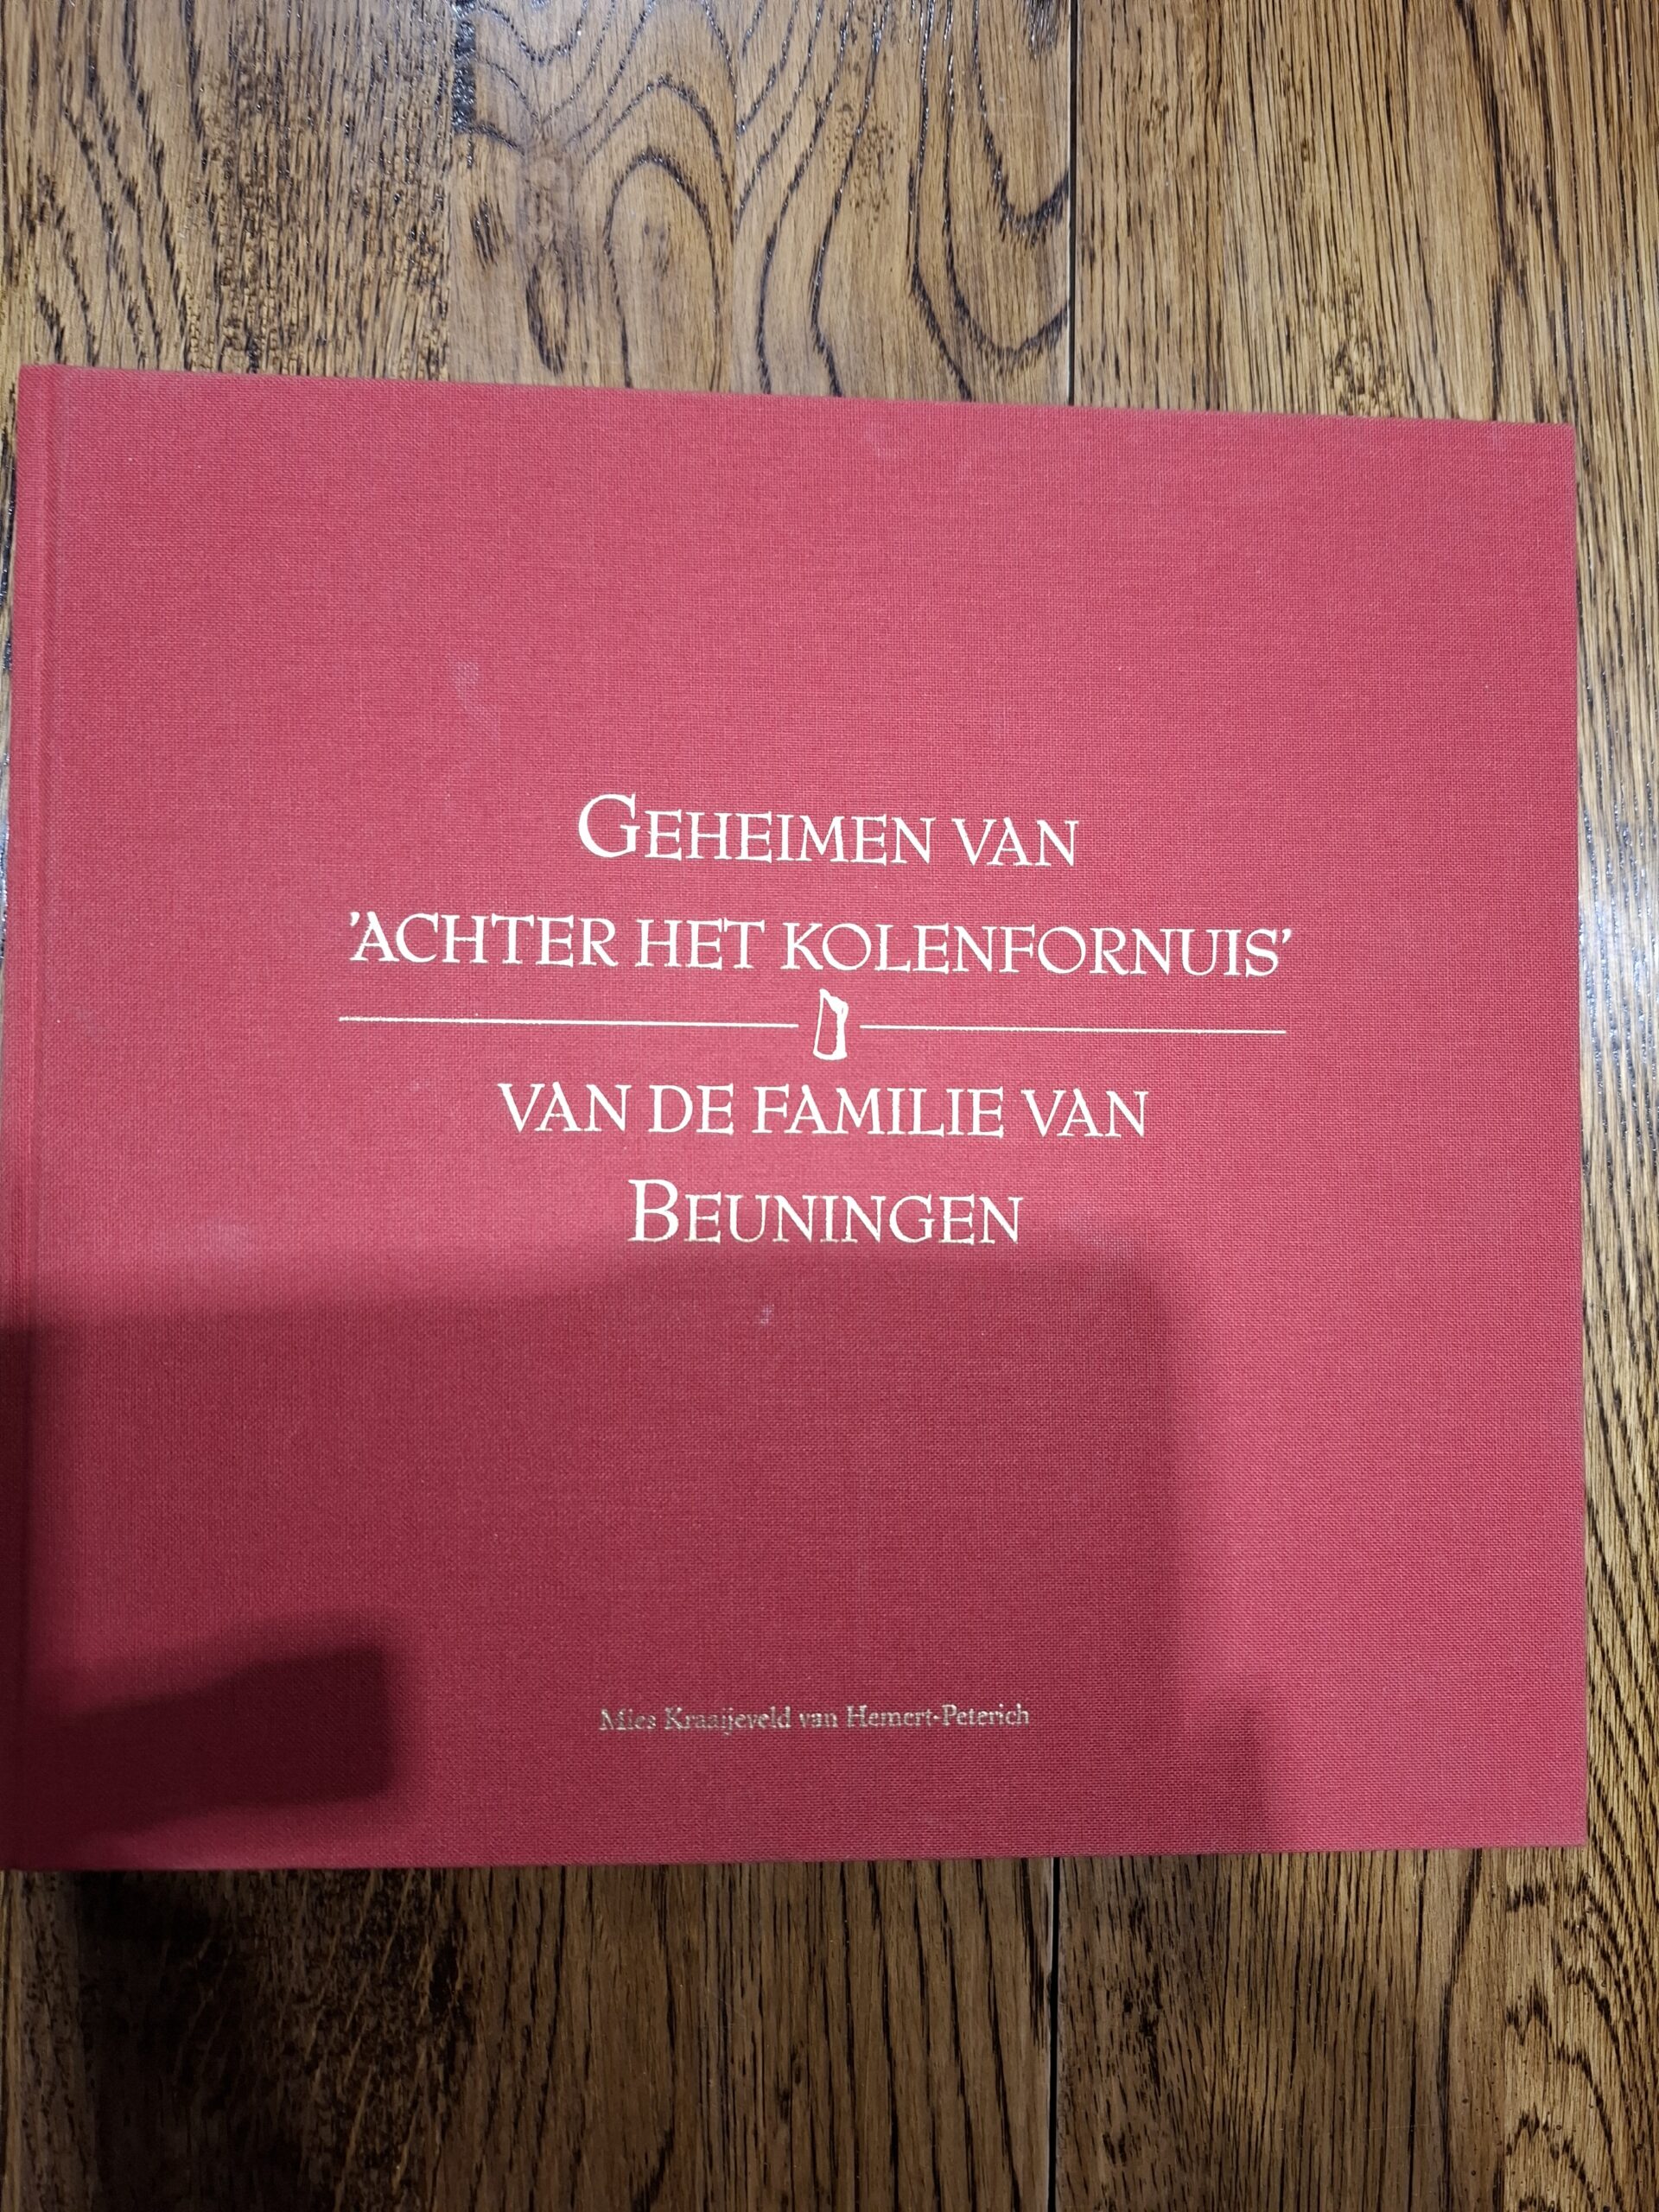 GEHEIMEN VAN
'ACHTER HET KOLENFORNUIS'
VAN DE FAMILIE VAN
BEUNINGEN
Mies Kraaijeveld van Hemert-Peterich